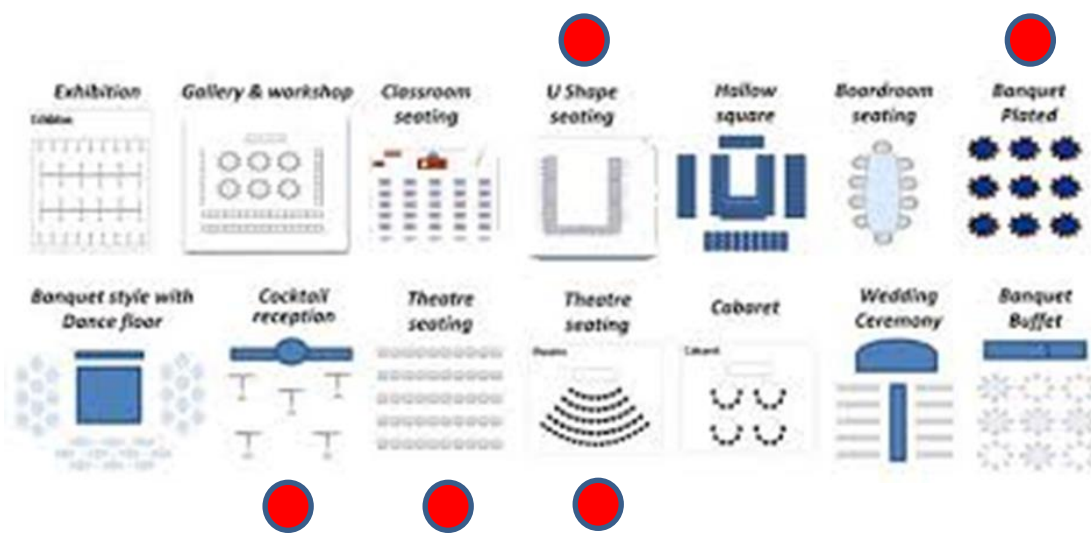 Exhibition
Exhibition
Gallery & workshop
Classroom
seating
U Shape
seating
Hallow
square
Boardroom
seating
Banquet
Plated
Banquet style with
Dance floor
Cocktail
reception
Theatre
seating
Theatre
seating
Theatre
Cabaret
Cabaret
Wedding
Ceremony
Banquet
Buffet